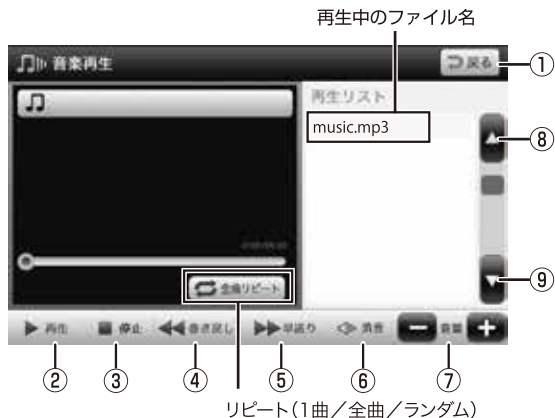 再生中のファイル名
音楽再生
戻る
①
再生リスト
music.mp3
⑧
全曲リピート
⑨
再生
停止
巻き戻し
早送り
消音
音量
②
③
④
⑤
⑥
⑦
リピート(1曲/全曲/ランダム)